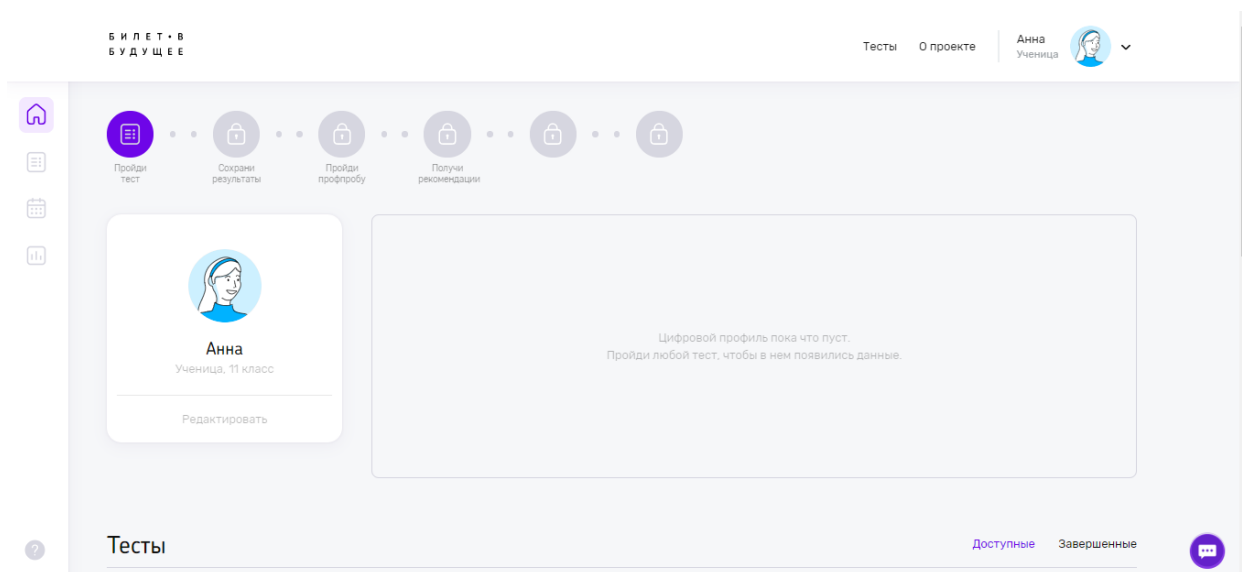 БИЛЕТ•В
БУДУЩЕЕ
Тесты О проекте
Анна
Ученица
Пройди
тест
Сохрани
результаты
Пройди
профпробу
Получи
рекомендации
Анна
Ученица, 11 класс
Редактировать
Цифровой профиль пока что пуст.
Пройди любой тест, чтобы в нем появились данные.
Тесты
Доступные Завершенные
?